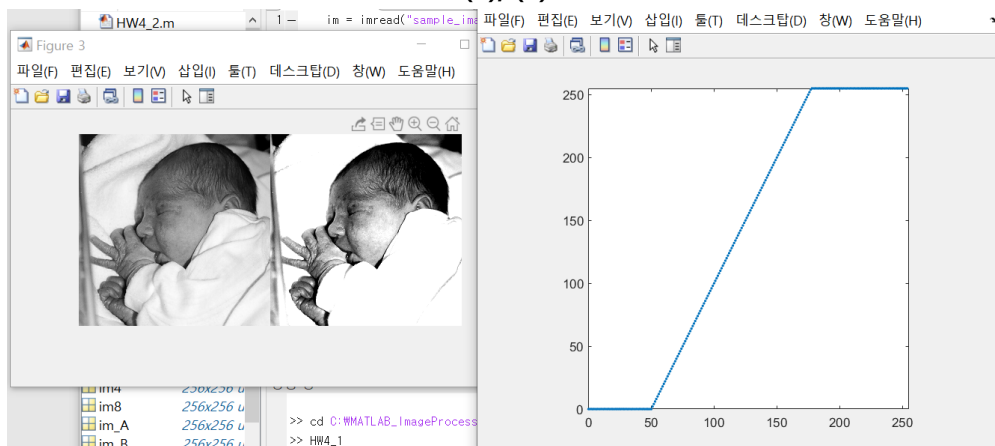 HW4_2.m
1 — im = imread("sample_ima
Figure 3
파일(F) 편집(E) 보기(V) 삽입(I) 툴(T) 데스크탑(D) 창(W) 도움말(H)
파일(F) 편집(E) 보기(V) 삽입(I) 툴(T) 데스크탑(D) 창(W) 도움말(H)
250
200
150
100
50
0
0 50 100 150 200 250
im4 256x256 u
im8 256x256 u
im_A 256x256 u
im_B 256x256 u
>> cd C:₩MATLAB_ImageProcess
>> HW4_1